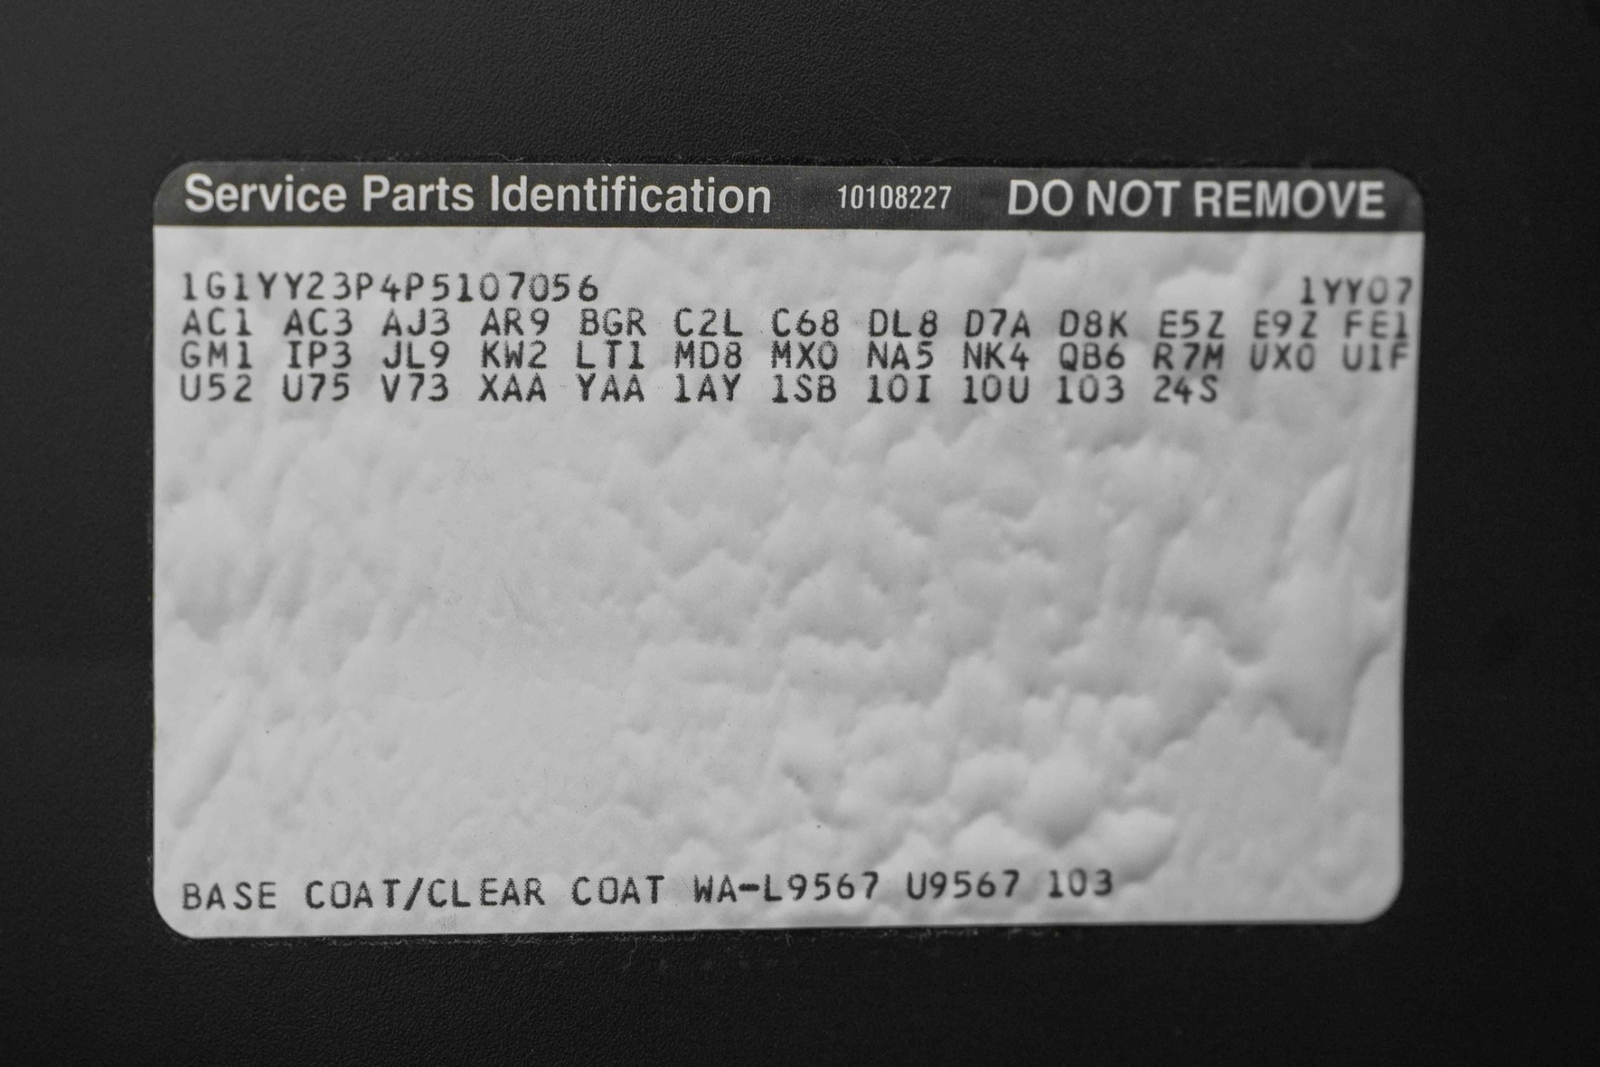 Service Parts Identification 10108227 DO NOT REMOVE
1G1YY23P4P5107056 1YY07
AC1 AC3 AJ3 AR9 BGR C2L C68 DL8 D7A D8K E5Z E9Z FE1
GM1 IP3 JL9 KW2 LT1 MD8 MX0 NA5 NK4 QB6 R7M UX0 U1F
U52 U75 V73 XAA YAA 1AY 1SB 10I 10U 103 24S
BASE COAT/CLEAR COAT WA-L9567 U9567 103